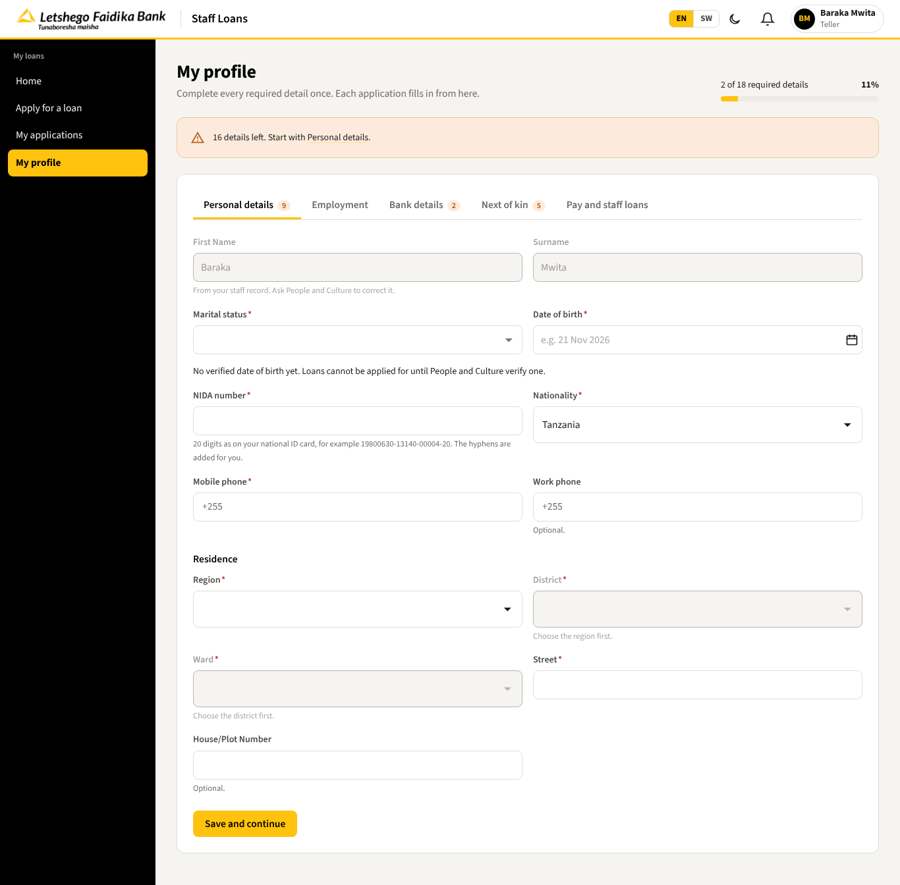 Letshego Faidika Bank
Tunaboresha maisha
Staff Loans
EN SW
BM
Baraka Mwita
Teller
My loans
Home
Apply for a loan
My applications
My profile
My profile
Complete every required detail once. Each application fills in from here.
2 of 18 required details 11%
16 details left. Start with Personal details.
Personal details 9 Employment Bank details 2 Next of kin 5 Pay and staff loans
First Name Surname
Baraka Mwita
From your staff record. Ask People and Culture to correct it.
Marital status* Date of birth*
e.g. 21 Nov 2026
No verified date of birth yet. Loans cannot be applied for until People and Culture verify one.
NIDA number* Nationality*
Tanzania
20 digits as on your national ID card, for example 19800630-13140-00004-20. The hyphens are
added for you.
Mobile phone* Work phone
+255 +255
Optional.
Residence
Region* District*
Choose the region first.
Ward* Street*
Choose the district first.
House/Plot Number
Optional.
Save and continue